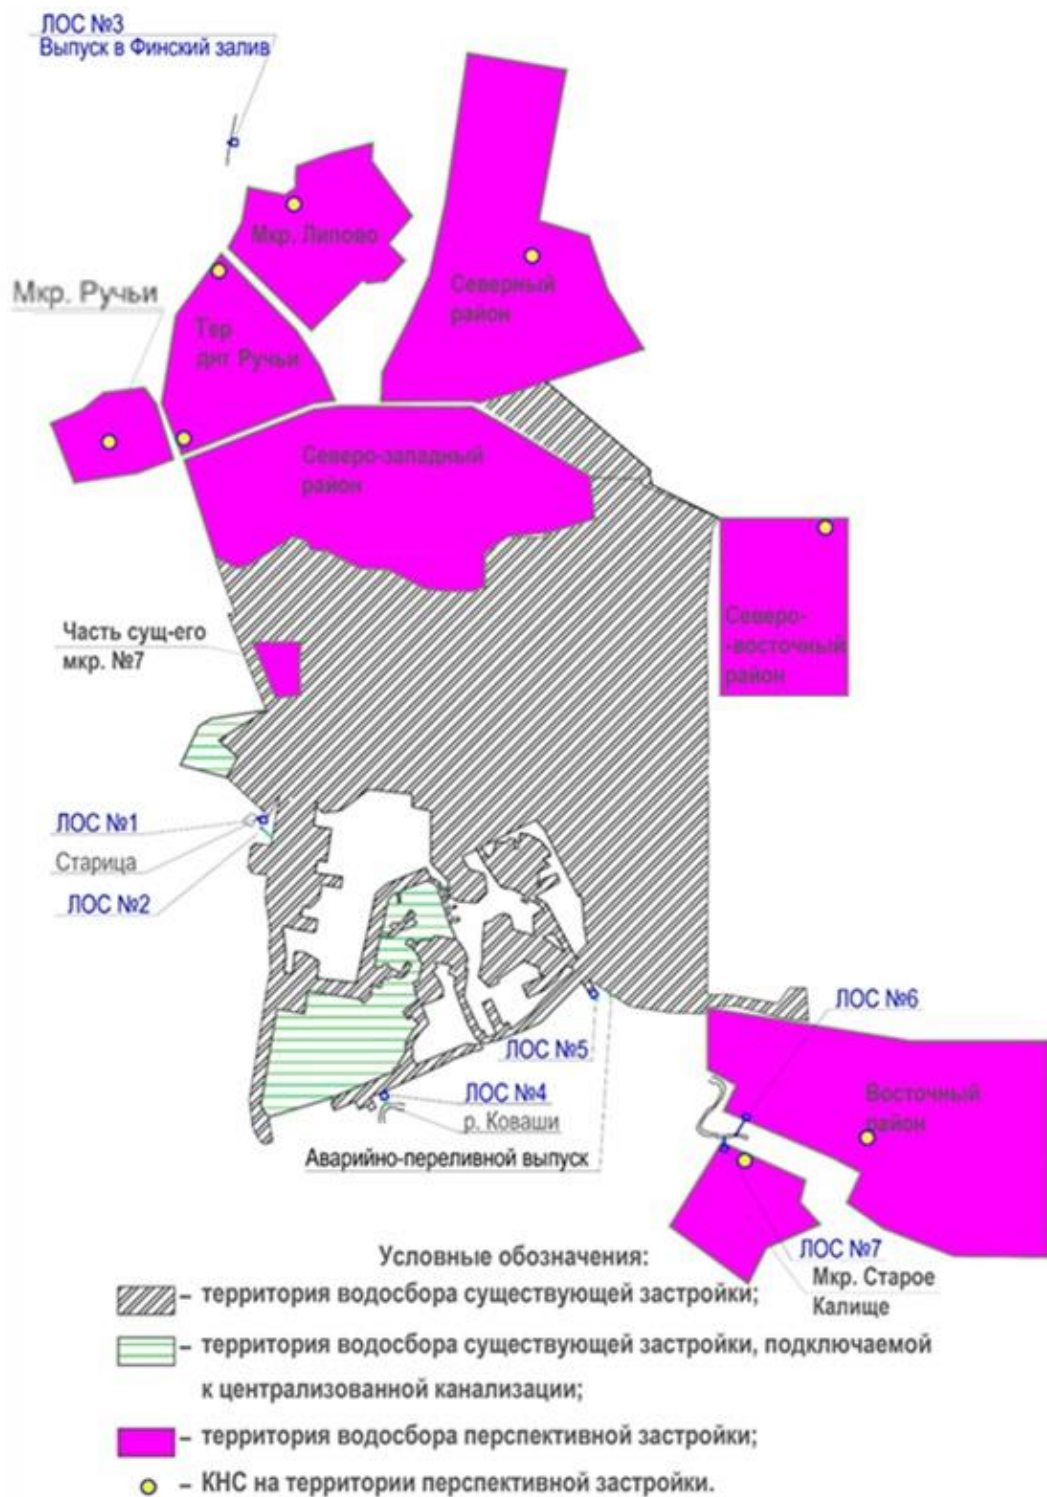 ЛОС №3
Выпуск в Финский залив
Мкр. Липово
Северный
район
Мкр. Ручьи
Тер
днт Ручьи
Северо-западный
район
Северо-
-восточный
район
Часть сущ-его
мкр. №7
ЛОС №1
Старица
ЛОС №2
ЛОС №6
ЛОС №5
ЛОС №4
р. Коваши
Восточный
район
Аварийно-переливной выпуск
ЛОС №7
Мкр. Старое
Калище
Условные обозначения:
– территория водосбора существующей застройки;
– территория водосбора существующей застройки, подключаемой
к централизованной канализации;
– территория водосбора перспективной застройки;
– КНС на территории перспективной застройки.